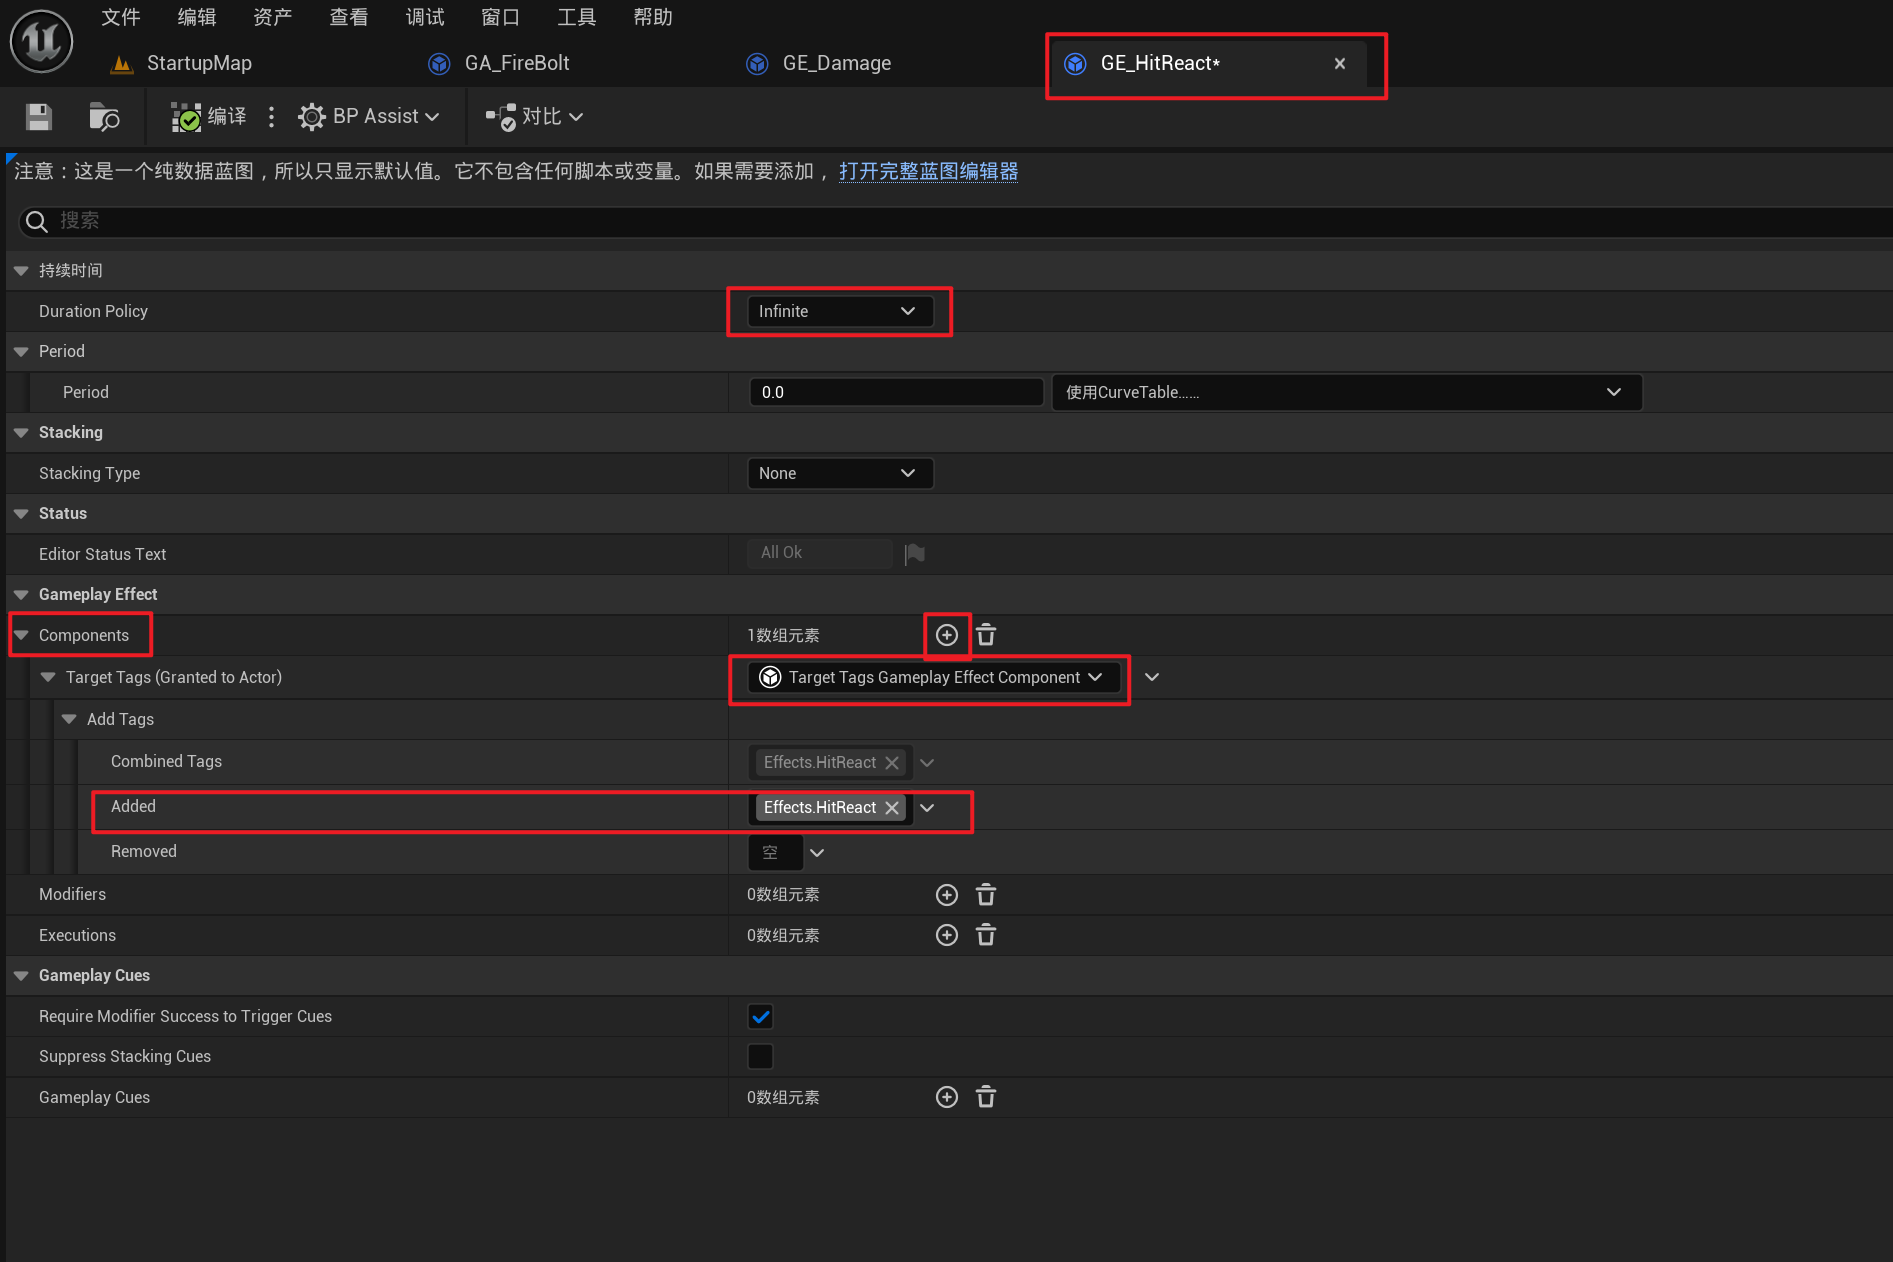 文件 编辑 资产 查看 调试 窗口 工具 帮助
StartupMap GA_FireBolt GE_Damage GE_HitReact*
编译 BP Assist 对比
注意：这是一个纯数据蓝图，所以只显示默认值。它不包含任何脚本或变量。如果需要添加，打开完整蓝图编辑器
搜索
持续时间
Duration Policy Infinite
Period
Period 0.0 使用CurveTable......
Stacking
Stacking Type None
Status
Editor Status Text All Ok
Gameplay Effect
Components 1数组元素
Target Tags (Granted to Actor) Target Tags Gameplay Effect Component
Add Tags
Combined Tags Effects.HitReact
Added Effects.HitReact
Removed 空
Modifiers 0数组元素
Executions 0数组元素
Gameplay Cues
Require Modifier Success to Trigger Cues
Suppress Stacking Cues
Gameplay Cues 0数组元素